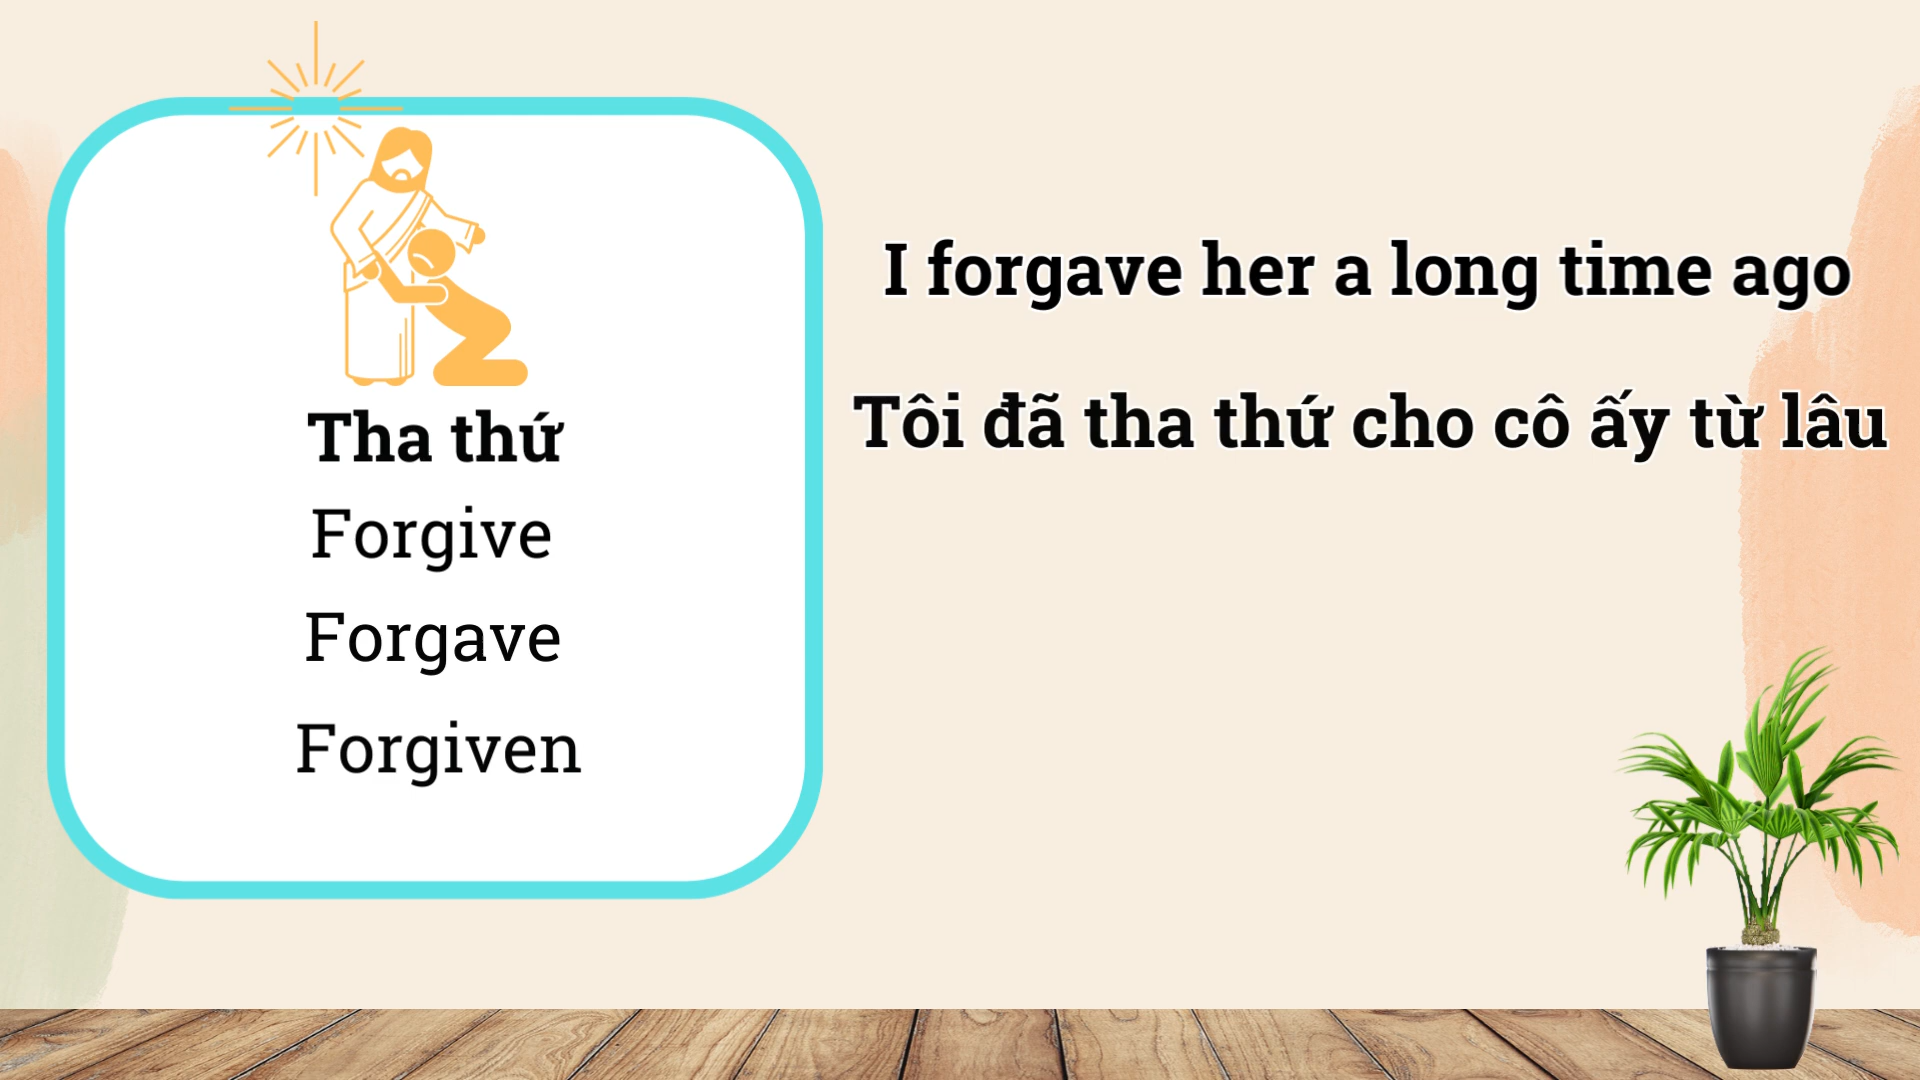 Tha thứ
Forgive
Forgave
Forgiven
I forgave her a long time ago
Tôi đã tha thứ cho cô ấy từ lâu